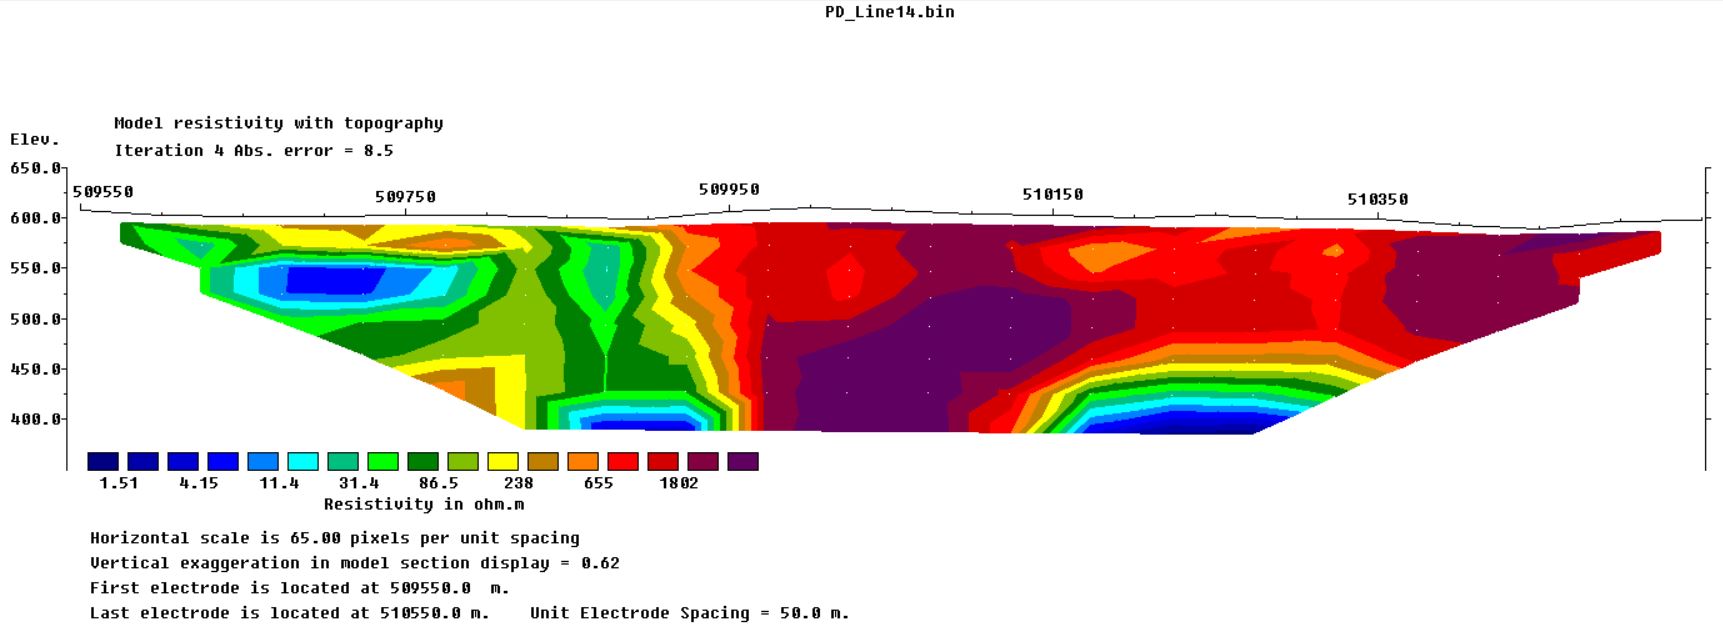 PD_Line14.bin
Model resistivity with topography
Elev.
Iteration 4 Abs. error = 8.5
650.0
509550 509750 509950 510150 510350
600.0
550.0
500.0
450.0
400.0
1.51 4.15 11.4 31.4 86.5 238 655 1802
Resistivity in ohm.m
Horizontal scale is 65.00 pixels per unit spacing
Vertical exaggeration in model section display = 0.62
First electrode is located at 509550.0 m.
Last electrode is located at 510550.0 m. Unit Electrode Spacing = 50.0 m.